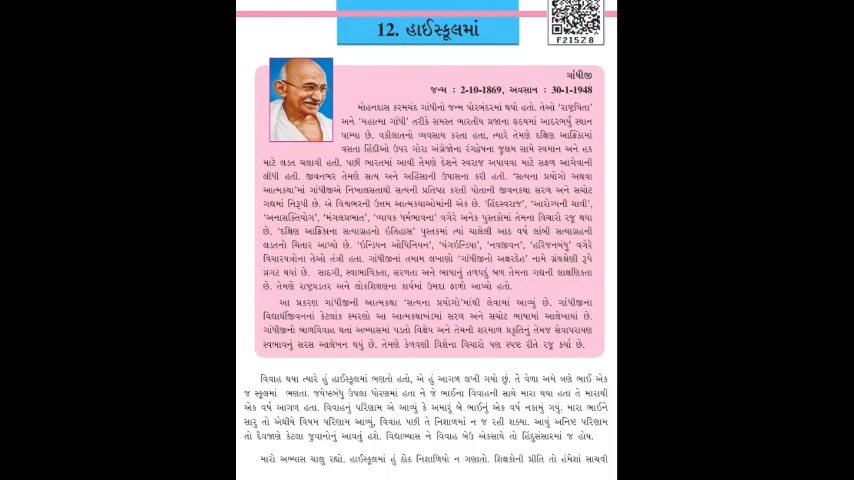 12. હાઈસ્કૂલમાં
F2I5Z8
ગાંધીજી
જન્મ : 2-10-1869, અવસાન : 30-1-1948
મોહનદાસ કરમચંદ ગાંધીનો જન્મ પોરબંદરમાં થયો હતો. તેઓ ‘રાષ્ટ્રપિતા’
અને ‘મહાત્મા ગાંધી’ તરીકે સમસ્ત ભારતીય પ્રજાના હૃદયમાં આદરભર્યું સ્થાન
પામ્યા છે. વકીલાતનો વ્યવસાય કરતા હતા, ત્યારે તેમણે દક્ષિણ આફ્રિકામાં
વસતા હિંદીઓ ઉપર ગોરા અંગ્રેજોના રંગદ્વેષના જુલમ સામે સ્વમાન અને હક
માટે લડત ચલાવી હતી. પાછી ભારતમાં આવી તેમણે દેશને સ્વરાજ અપાવવા માટે સફળ આગેવાની
લીધી હતી. જીવનભર તેમણે સત્ય અને અહિંસાની ઉપાસના કરી હતી. ‘સત્યના પ્રયોગો અથવા
આત્મકથા’માં ગાંધીજીએ નિખાલસતાથી સત્યની પ્રતિષ્ઠા કરતી પોતાની જીવનકથા સરળ અને સચોટ
ગદ્યમાં નિરૂપી છે. એ વિશ્વભરની ઉત્તમ આત્મકથાઓમાંની એક છે. ‘હિંદસ્વરાજ’, ‘આરોગ્યની ચાવી’,
‘અનાસક્તિયોગ’, ‘મંગલપ્રભાત’, ‘વ્યાપક ધર્મભાવના’ વગેરે અનેક પુસ્તકોમાં તેમના વિચારો રજૂ થયા
છે. ‘દક્ષિણ આફ્રિકાના સત્યાગ્રહનો ઇતિહાસ’ પુસ્તકમાં ત્યાં ચાલેલી આઠ વર્ષ લાંબી સત્યાગ્રહની
લડતનો ચિતાર આપ્યો છે. ‘ઇન્ડિયન ઓપિનિયન’, ‘યંગઇન્ડિયા’, ‘નવજીવન’, ‘હરિજનબંધુ’ વગેરે
વિચારપત્રોના તેઓ તંત્રી હતા. ગાંધીજીનાં તમામ લખાણો ‘ગાંધીજીનો અક્ષરદેહ’ નામે ગ્રંથશ્રેણી રૂપે
પ્રગટ થયાં છે. સાદગી, સ્વાભાવિકતા, સરળતા અને ભાષાનું તળપદું બળ તેમના ગદ્યની લાક્ષણિકતા
છે. તેમણે રાષ્ટ્રઘડતર અને લોકશિક્ષણના કાર્યમાં ઉમદા ફાળો આપ્યો હતો.
આ પ્રકરણ ગાંધીજીની આત્મકથા ‘સત્યના પ્રયોગો’માંથી લેવામાં આવ્યું છે. ગાંધીજીના
વિદ્યાર્થીજીવનનાં કેટલાંક સ્મરણો આ આત્મકથાખંડમાં સરળ અને સચોટ ભાષામાં આલેખાયાં છે.
ગાંધીજીનો બાળવિવાહ થતાં અભ્યાસમાં પડતો વિક્ષેપ અને તેમની શરમાળ પ્રકૃતિનું તેમજ સેવાપરાયણ
સ્વભાવનું સરસ આલેખન થયું છે. તેમણે કેળવણી વિશેના વિચારો પણ સ્પષ્ટ રીતે રજૂ કર્યા છે.
વિવાહ થયા ત્યારે હું હાઈસ્કૂલમાં ભણતો હતો, એ હું આગળ લખી ગયો છું. તે વેળા અમે ત્રણે ભાઈ એક
જ સ્કૂલમાં ભણતા. જ્યેષ્ઠબંધુ ઉપલા ધોરણમાં હતા ને જે ભાઈના વિવાહની સાથે મારા થયા હતા તે મારાથી
એક વર્ષ આગળ હતા. વિવાહનું પરિણામ એ આવ્યું કે અમારું બે ભાઈનું એક વર્ષ નકામું ગયું. મારા ભાઈને
સારુ તો એથીયે વિષમ પરિણામ આવ્યું, વિવાહ પછી તે નિશાળમાં ન જ રહી શક્યા. આવું અનિષ્ટ પરિણામ
તો દૈવજાણે કેટલા જુવાનોનું આવતું હશે. વિદ્યાભ્યાસ ને વિવાહ બેઉ એકસાથે તો હિંદુસંસારમાં જ હોય.
મારો અભ્યાસ ચાલુ રહ્યો. હાઈસ્કૂલમાં હું ઠોઠ નિશાળિયો ન ગણાતો. શિક્ષકોની પ્રીતિ તો હંમેશાં સાચવી